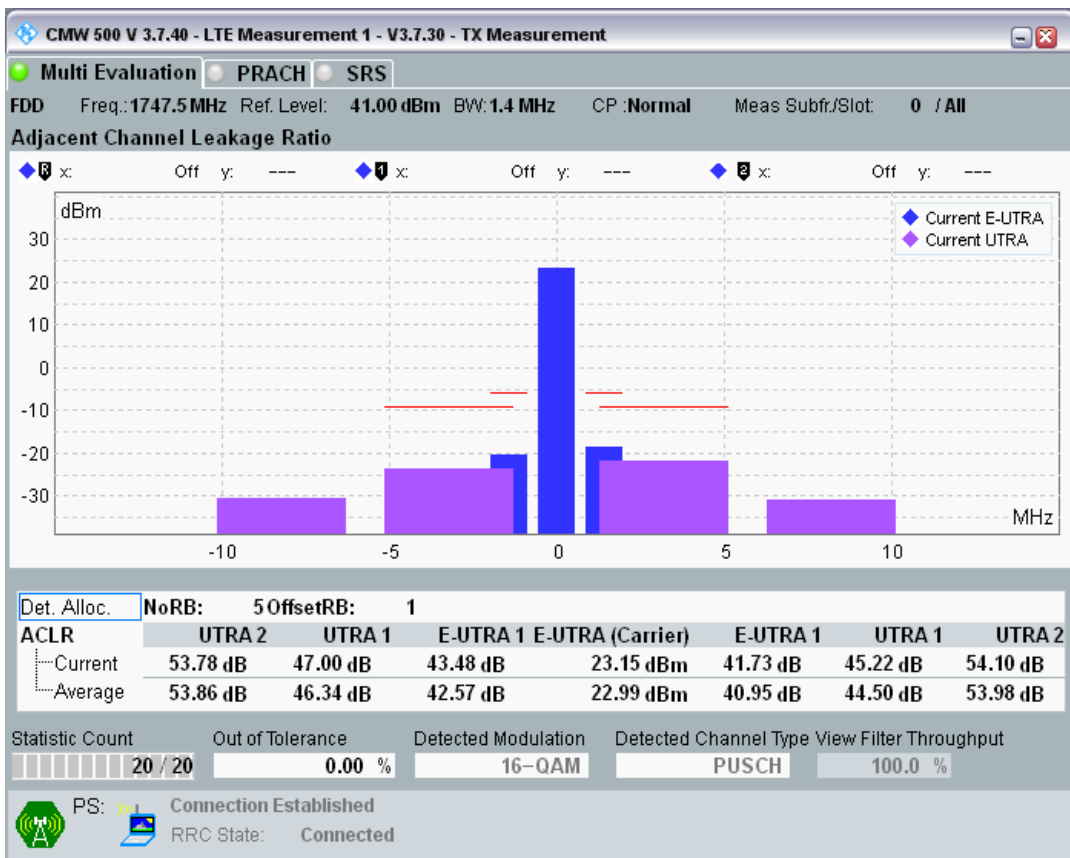 CMW 500 V 3.7.40 - LTE Measurement 1 - V3.7.30 - TX Measurement
Multi Evaluation PRACH SRS
FDD Freq.: 1747.5 MHz Ref. Level: 41.00 dBm BW: 1.4 MHz CP :Normal Meas Subfr./Slot: 0 / All
Adjacent Channel Leakage Ratio
R x: Off y: --- 1 x: Off y: --- 2 x: Off y: ---
dBm
Current E-UTRA
Current UTRA
30
20
10
0
-10
-20
-30
MHz
-10 -5 0 5 10
Det. Alloc. NoRB: 5 OffsetRB: 1
ACLR UTRA 2 UTRA 1 E-UTRA 1 E-UTRA (Carrier) E-UTRA 1 UTRA 1 UTRA 2
Current 53.78 dB 47.00 dB 43.48 dB 23.15 dBm 41.73 dB 45.22 dB 54.10 dB
Average 53.86 dB 46.34 dB 42.57 dB 22.99 dBm 40.95 dB 44.50 dB 53.98 dB
Statistic Count Out of Tolerance Detected Modulation Detected Channel Type View Filter Throughput
20 / 20 0.00 % 16-QAM PUSCH 100.0 %
PS: Connection Established
RRC State: Connected